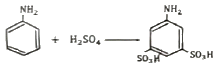 NH₂
+ H₂SO₄
NH₂
SO₃H
SO₃H